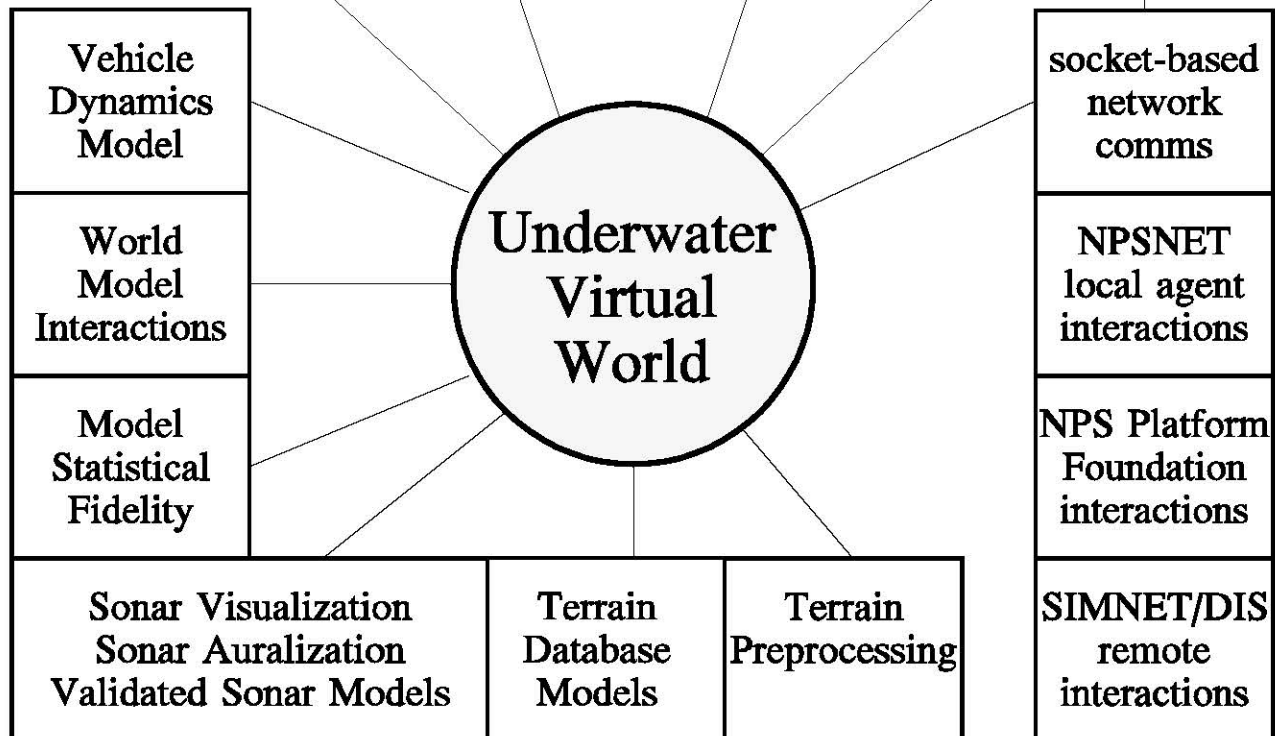 Vehicle
Dynamics
Model
World
Model
Interactions
Model
Statistical
Fidelity
Underwater
Virtual
World
socket-based
network
comms
NPSNET
local agent
interactions
NPS Platform
Foundation
interactions
SIMNET/DIS
remote
interactions
Sonar Visualization
Sonar Auralization
Validated Sonar Models
Terrain
Database
Models
Terrain
Preprocessing